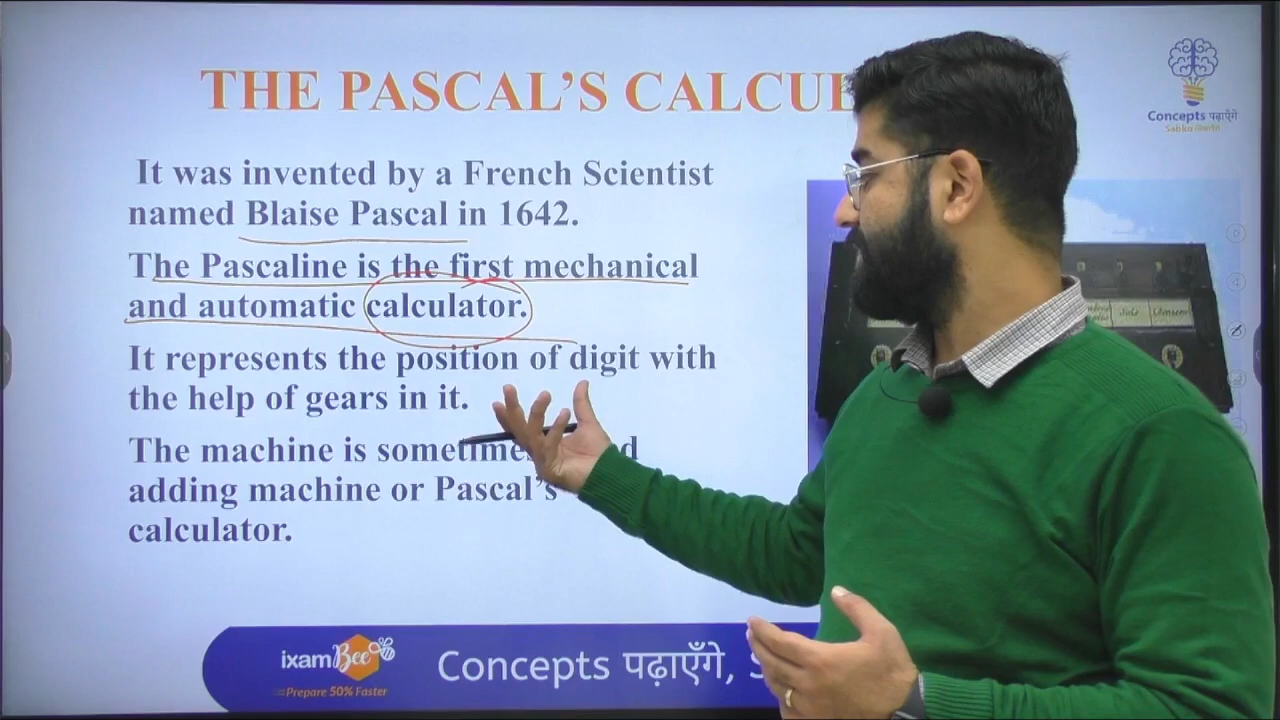 THE PASCAL'S
Concepts पढ़ाएँगे
It was invented by a French Scientist
named Blaise Pascal in 1642.
The Pascaline is the first mechanical
and automatic calculator.
It represents the position of digit with
the help of gears in it.
The machine is
adding machine or Pascal's
calculator.
ixamBee
Prepare 50% Faster
Concepts पढ़ाएँगे,